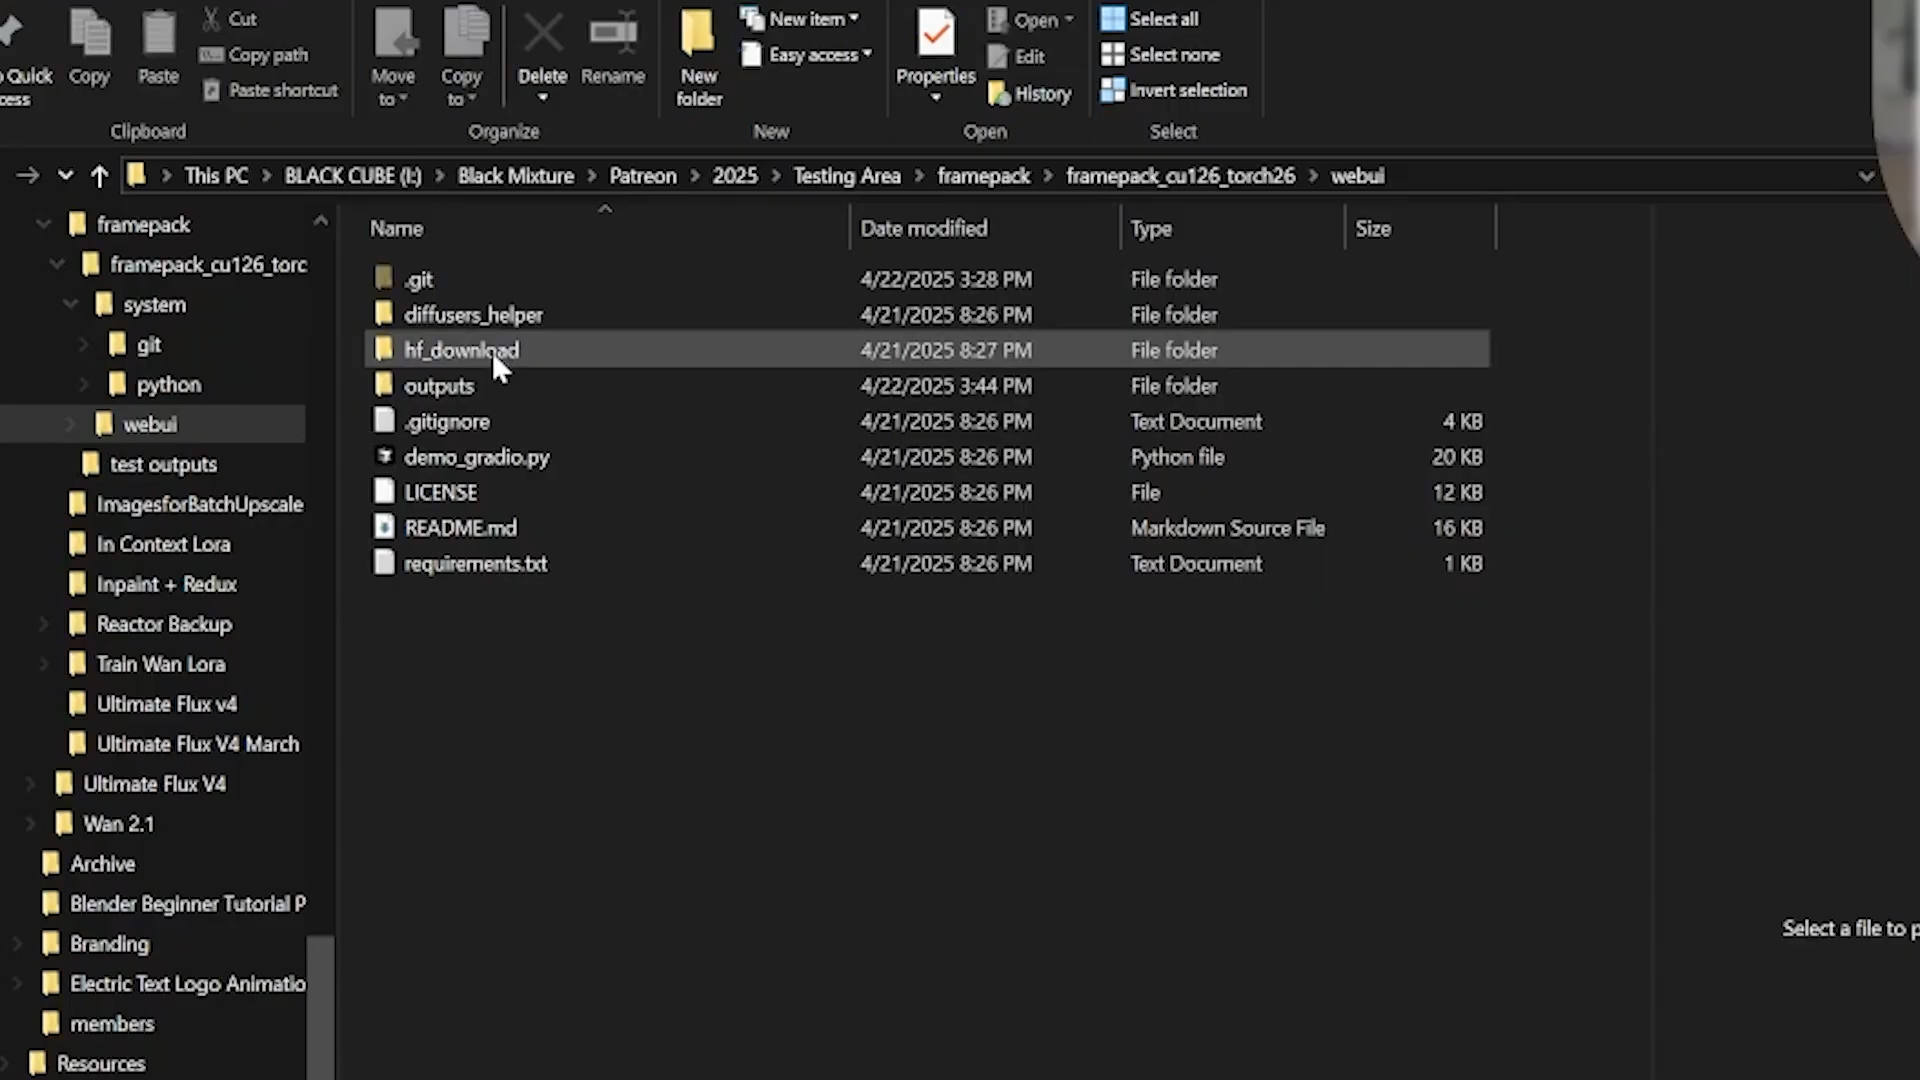 Cut
Copy path
Paste shortcut
Quick
cess
Copy
Paste
Move
to
Copy
to
Delete
Rename
New
folder
New item
Easy access
Properties
Open
Edit
History
Select all
Select none
Invert selection
Clipboard
Organize
New
Open
Select
This PC > BLACK CUBE (I:) > Black Mixture > Patreon > 2025 > Testing Area > framepack > framepack_cu126_torch26 > webui
framepack
framepack_cu126_torc
system
git
python
webui
test outputs
ImagesforBatchUpscale
In Context Lora
Inpaint + Redux
Reactor Backup
Train Wan Lora
Ultimate Flux v4
Ultimate Flux V4 March
Ultimate Flux V4
Wan 2.1
Archive
Blender Beginner Tutorial P
Branding
Electric Text Logo Animatio
members
Resources
Name Date modified Type Size
.git 4/22/2025 3:28 PM File folder
diffusers_helper 4/21/2025 8:26 PM File folder
hf_download 4/21/2025 8:27 PM File folder
outputs 4/22/2025 3:44 PM File folder
.gitignore 4/21/2025 8:26 PM Text Document 4 KB
demo_gradio.py 4/21/2025 8:26 PM Python file 20 KB
LICENSE 4/21/2025 8:26 PM File 12 KB
README.md 4/21/2025 8:26 PM Markdown Source File 16 KB
requirements.txt 4/21/2025 8:26 PM Text Document 1 KB
Select a file to p